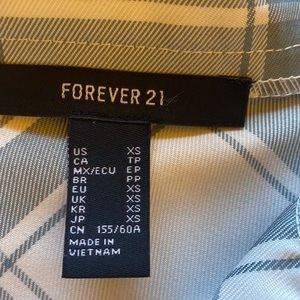 FOREVER 21
US XS
CA TP
MX/ECU EP
BR PP
EU XS
UK XS
KR XS
JP XS
CN 155/60A
MADE IN
VIETNAM